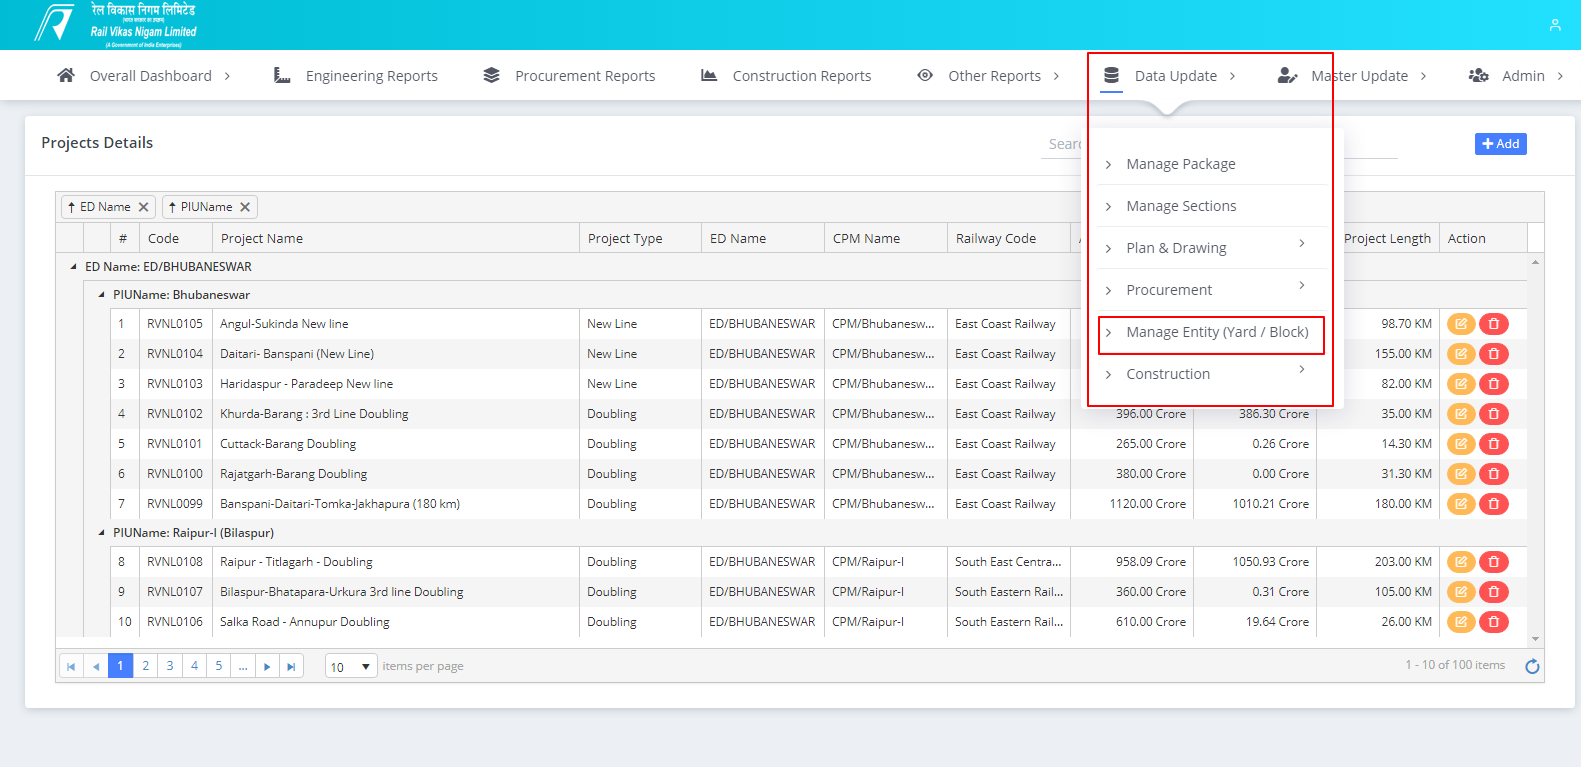 रेल विकास निगम लिमिटेड
(भारत सरकार का उद्यम)
Rail Vikas Nigam Limited
(A Government of India Enterprises)
Overall Dashboard
Engineering Reports
Procurement Reports
Construction Reports
Other Reports
Data Update
Master Update
Admin
Projects Details
Searc
Add
Manage Package
Manage Sections
Plan & Drawing
Procurement
Manage Entity (Yard / Block)
Construction
ED Name PIUName
# Code Project Name Project Type ED Name CPM Name Railway Code Project Length Action
ED Name: ED/BHUBANESWAR
PIUName: Bhubaneswar
1 RVNL0105 Angul-Sukinda New line New Line ED/BHUBANESWAR CPM/Bhubanesw... East Coast Railway 98.70 KM
2 RVNL0104 Daitari- Banspani (New Line) New Line ED/BHUBANESWAR CPM/Bhubanesw... East Coast Railway 155.00 KM
3 RVNL0103 Haridaspur - Paradeep New line New Line ED/BHUBANESWAR CPM/Bhubanesw... East Coast Railway 82.00 KM
4 RVNL0102 Khurda-Barang : 3rd Line Doubling Doubling ED/BHUBANESWAR CPM/Bhubanesw... East Coast Railway 396.00 Crore 386.30 Crore 35.00 KM
5 RVNL0101 Cuttack-Barang Doubling Doubling ED/BHUBANESWAR CPM/Bhubanesw... East Coast Railway 265.00 Crore 0.26 Crore 14.30 KM
6 RVNL0100 Rajatgarh-Barang Doubling Doubling ED/BHUBANESWAR CPM/Bhubanesw... East Coast Railway 380.00 Crore 0.00 Crore 31.30 KM
7 RVNL0099 Banspani-Daitari-Tomka-Jakhapura (180 km) Doubling ED/BHUBANESWAR CPM/Bhubanesw... East Coast Railway 1120.00 Crore 1010.21 Crore 180.00 KM
PIUName: Raipur-I (Bilaspur)
8 RVNL0108 Raipur - Titlagarh - Doubling Doubling ED/BHUBANESWAR CPM/Raipur-I South East Centra... 958.09 Crore 1050.93 Crore 203.00 KM
9 RVNL0107 Bilaspur-Bhatapara-Urkura 3rd line Doubling Doubling ED/BHUBANESWAR CPM/Raipur-I South Eastern Rail... 360.00 Crore 0.31 Crore 105.00 KM
10 RVNL0106 Salka Road - Annupur Doubling Doubling ED/BHUBANESWAR CPM/Raipur-I South Eastern Rail... 610.00 Crore 19.64 Crore 26.00 KM
1 2 3 4 5 ... 10 items per page 1 - 10 of 100 items